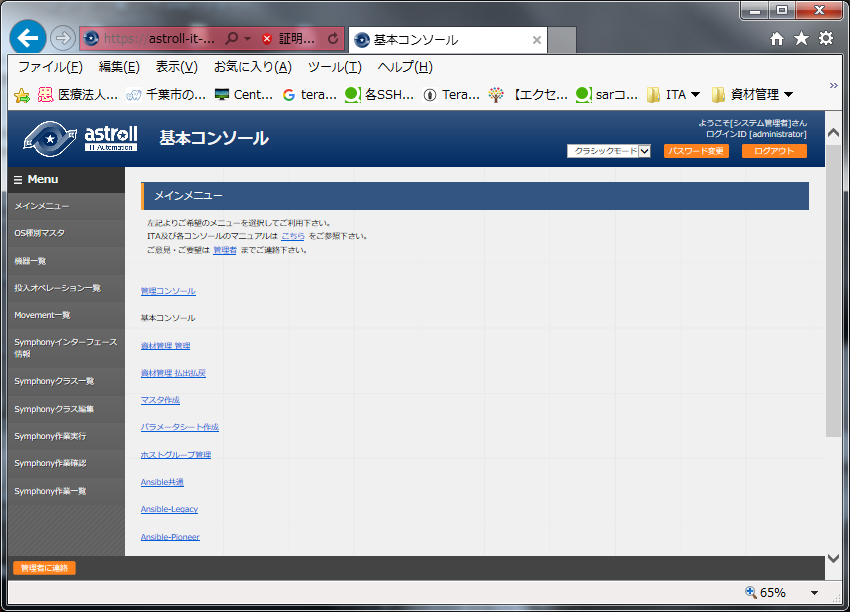 https://astroll-it-... 証明... 基本コンソール
ファイル(F) 編集(E) 表示(V) お気に入り(A) ツール(T) ヘルプ(H)
医療法人... 千葉市の... Cent... tera... 各SSH... Tera... 【エクセ... sarコ... ITA 資材管理
astroll
IT Automation
基本コンソール
ようこそ[システム管理者]さん
ログインID [administrator]
クラシックモード パスワード変更 ログアウト
Menu
メインメニュー
OS種別マスタ
機器一覧
投入オペレーション一覧
Movement一覧
Symphonyインターフェース
情報
Symphonyクラス一覧
Symphonyクラス編集
Symphony作業実行
Symphony作業確認
Symphony作業一覧
メインメニュー
左記よりご希望のメニューを選択してご利用下さい。
ITA及び各コンソールのマニュアルは こちら をご参照下さい。
ご意見・ご要望は 管理者 までご連絡下さい。
管理コンソール
基本コンソール
資材管理 管理
資材管理 払出払戻
マスタ作成
パラメータシート作成
ホストグループ管理
Ansible共通
Ansible-Legacy
Ansible-Pioneer
管理者に連絡
65%